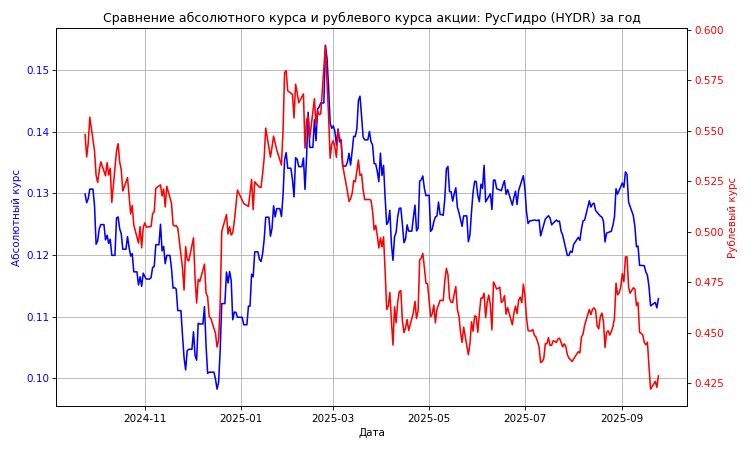 Сравнение абсолютного курса и рублевого курса акции: РусГидро (HYDR) за год
0.15
0.14
0.13
0.12
0.11
0.10
Абсолютный курс
0.600
0.575
0.550
0.525
0.500
0.475
0.450
0.425
Рублевый курс
2024-11 2025-01 2025-03 2025-05 2025-07 2025-09
Дата